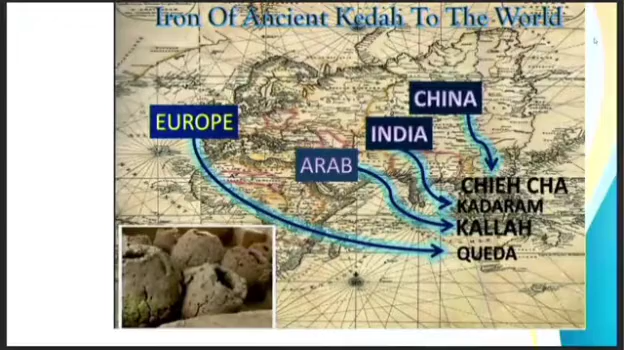 Iron Of Ancient Kedah To The World
CHINA
EUROPE
INDIA
ARAB
CHIEH CHA
KADARAM
KALLAH
QUEDA